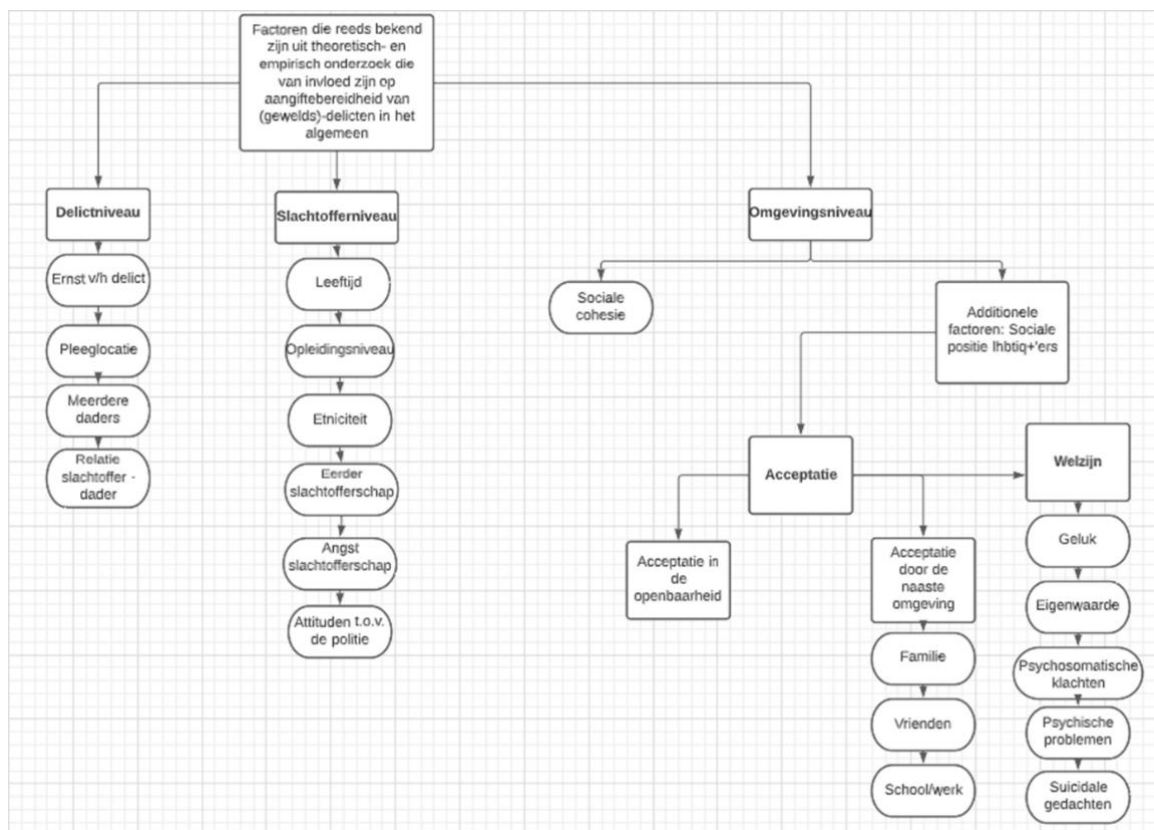 Factoren die reeds bekend
zijn uit theoretisch- en
empirisch onderzoek die
van invloed zijn op
aangiftebereidheid van
(gewelds)-delicten in het
algemeen
Delictniveau
Ernst v/h delict
Pleeglocatie
Meerdere
daders
Relatie
slachtoffer -
dader
Slachtofferniveau
Leeftijd
Opleidingsniveau
Etniciteit
Eerder
slachtofferschap
Angst
slachtofferschap
Attituden t.o.v.
de politie
Omgevingsniveau
Sociale
cohesie
Additionele
factoren: Sociale
positie lhbtiq+'ers
Acceptatie
Acceptatie in
de
openbaarheid
Acceptatie
door de
naaste
omgeving
Familie
Vrienden
School/werk
Welzijn
Geluk
Eigenwaarde
Psychosomatische
klachten
Psychische
problemen
Suicidale
gedachten